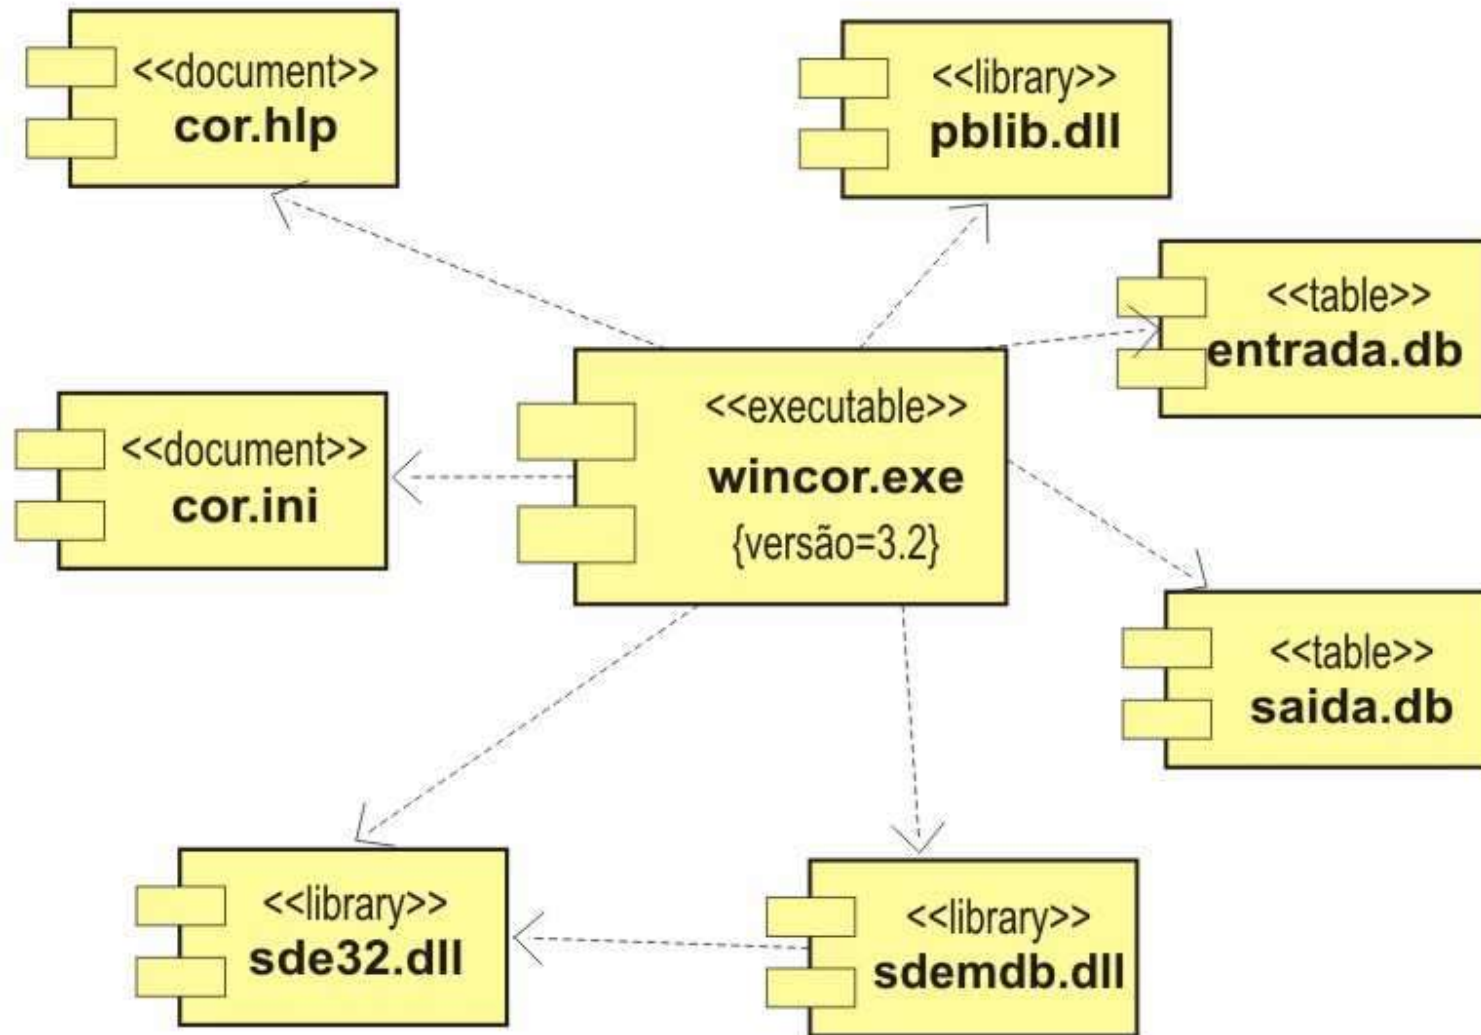 <<document>>
cor.hlp
<<library>>
pblib.dll
<<table>>
entrada.db
<<executable>>
wincor.exe
{versão=3.2}
<<document>>
cor.ini
<<table>>
saida.db
<<library>>
sde32.dll
<<library>>
sdemdb.dll